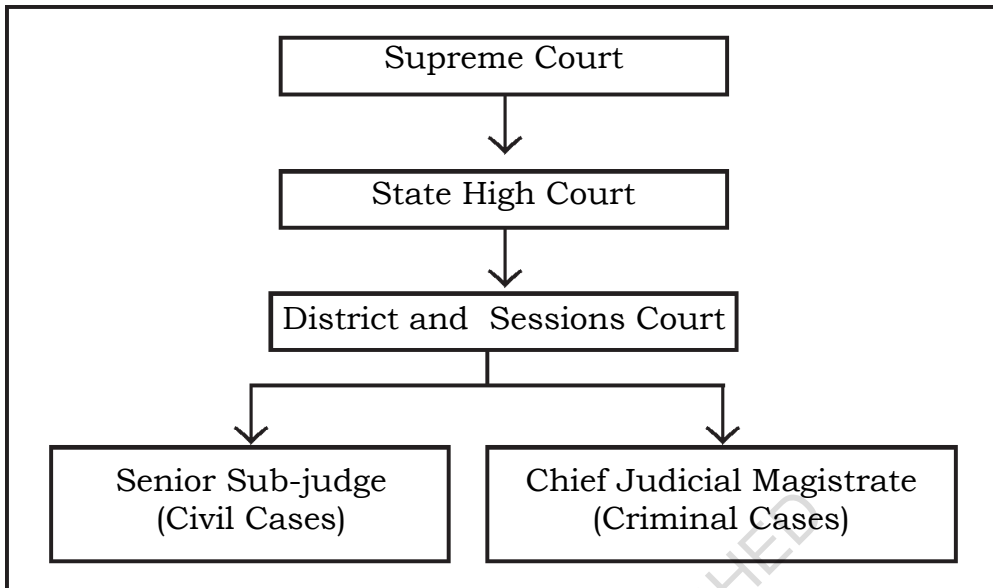 Supreme Court
State High Court
District and Sessions Court
Senior Sub-judge
(Civil Cases)
Chief Judicial Magistrate
(Criminal Cases)
HED